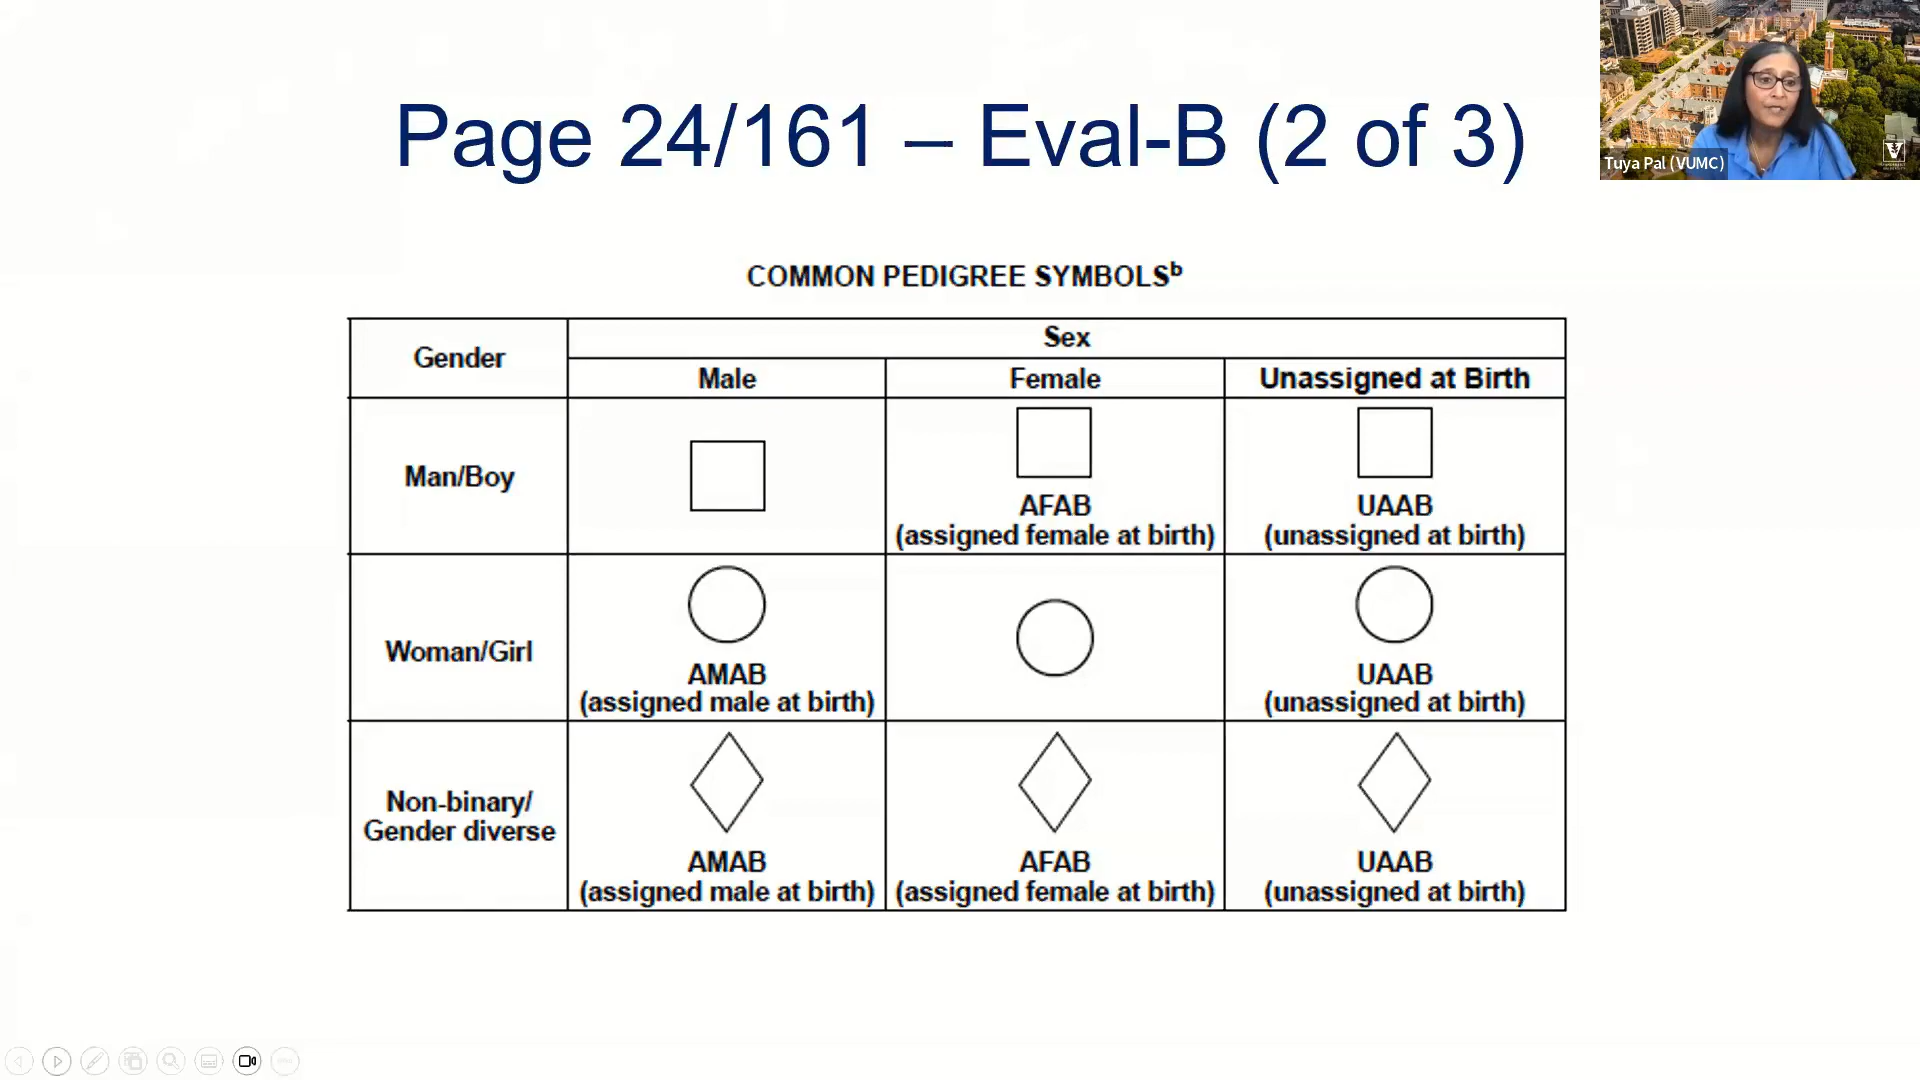 Page 24/161 – Eval-B (2 of 3)
Tuya Pal (VUMC)
COMMON PEDIGREE SYMBOLSb
Gender
Sex
Male
Female
Unassigned at Birth
Man/Boy
AFAB
(assigned female at birth)
UAAB
(unassigned at birth)
Woman/Girl
AMAB
(assigned male at birth)
UAAB
(unassigned at birth)
Non-binary/
Gender diverse
AMAB
(assigned male at birth)
AFAB
(assigned female at birth)
UAAB
(unassigned at birth)